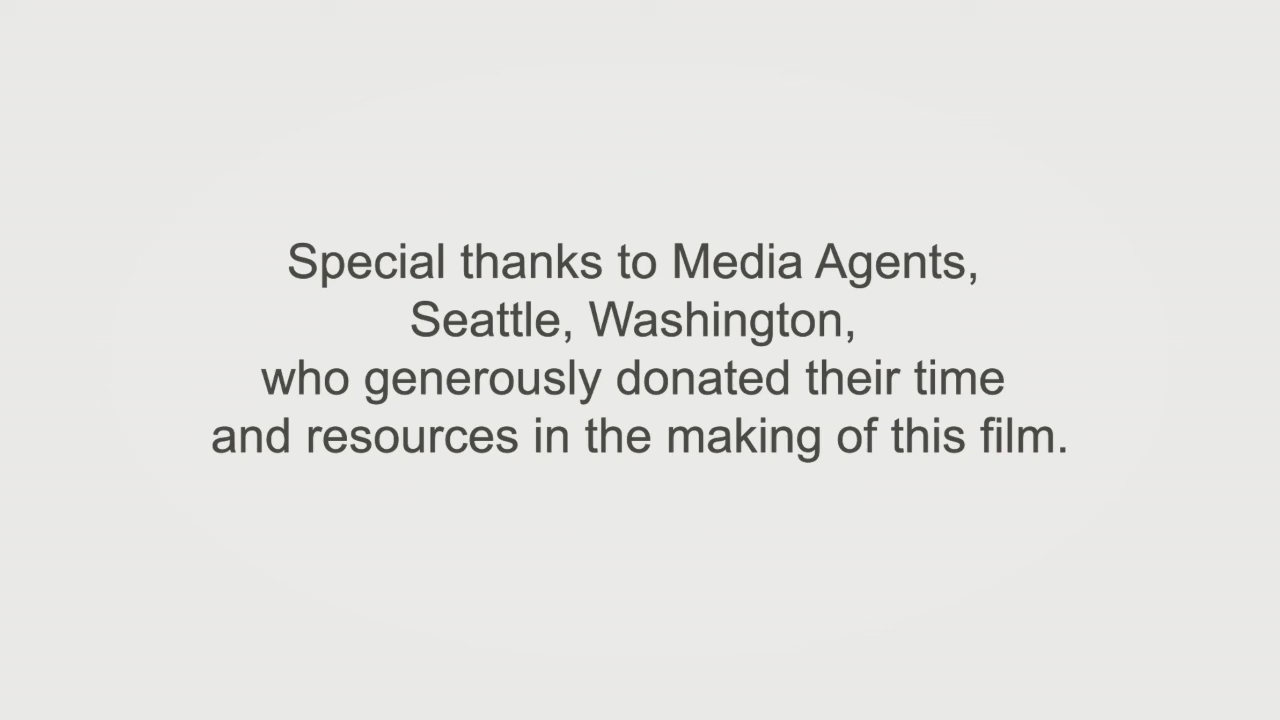 Special thanks to Media Agents,
Seattle, Washington,
who generously donated their time
and resources in the making of this film.